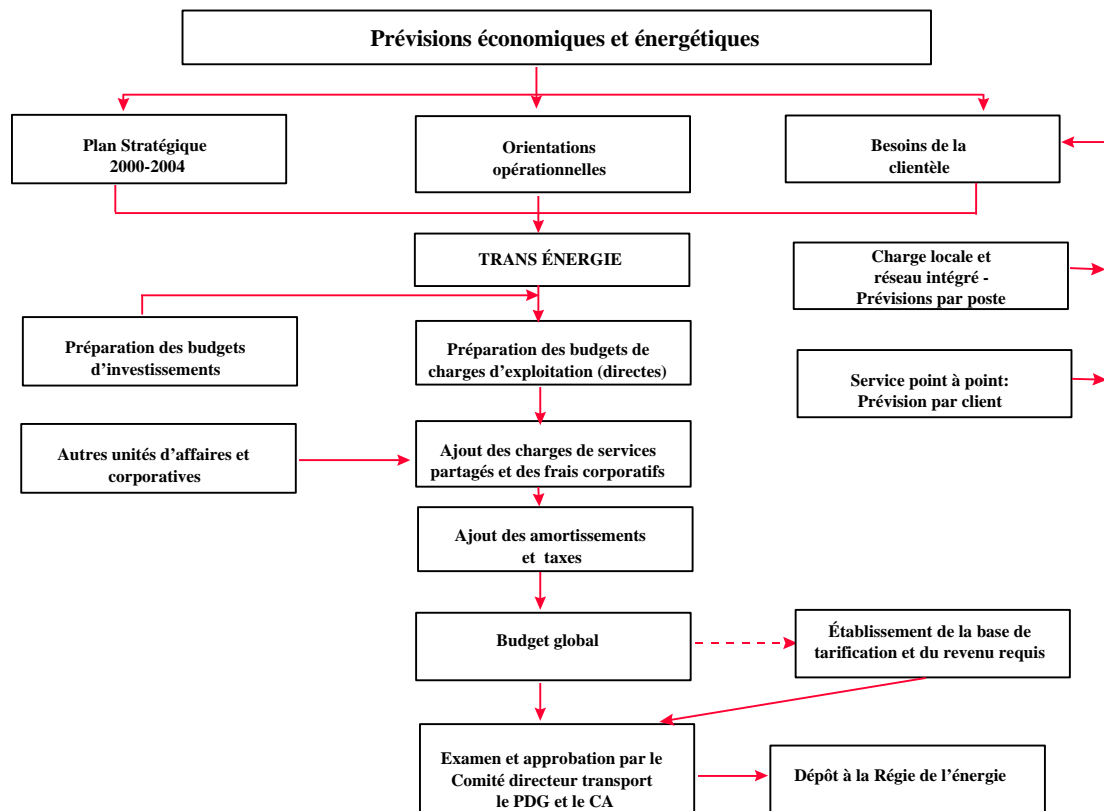 Prévisions économiques et énergétiques
Plan Stratégique
2000-2004
Orientations
opérationnelles
Besoins de la
clientèle
TRANS ÉNERGIE
Charge locale et
réseau intégré -
Prévisions par poste
Préparation des budgets
d’investissements
Préparation des budgets de
charges d’exploitation (directes)
Service point à point:
Prévision par client
Autres unités d’affaires et
corporatives
Ajout des charges de services
partagés et des frais corporatifs
Ajout des amortissements
et taxes
Budget global
Établissement de la base de
tarification et du revenu requis
Examen et approbation par le
Comité directeur transport
le PDG et le CA
Dépôt à la Régie de l’énergie